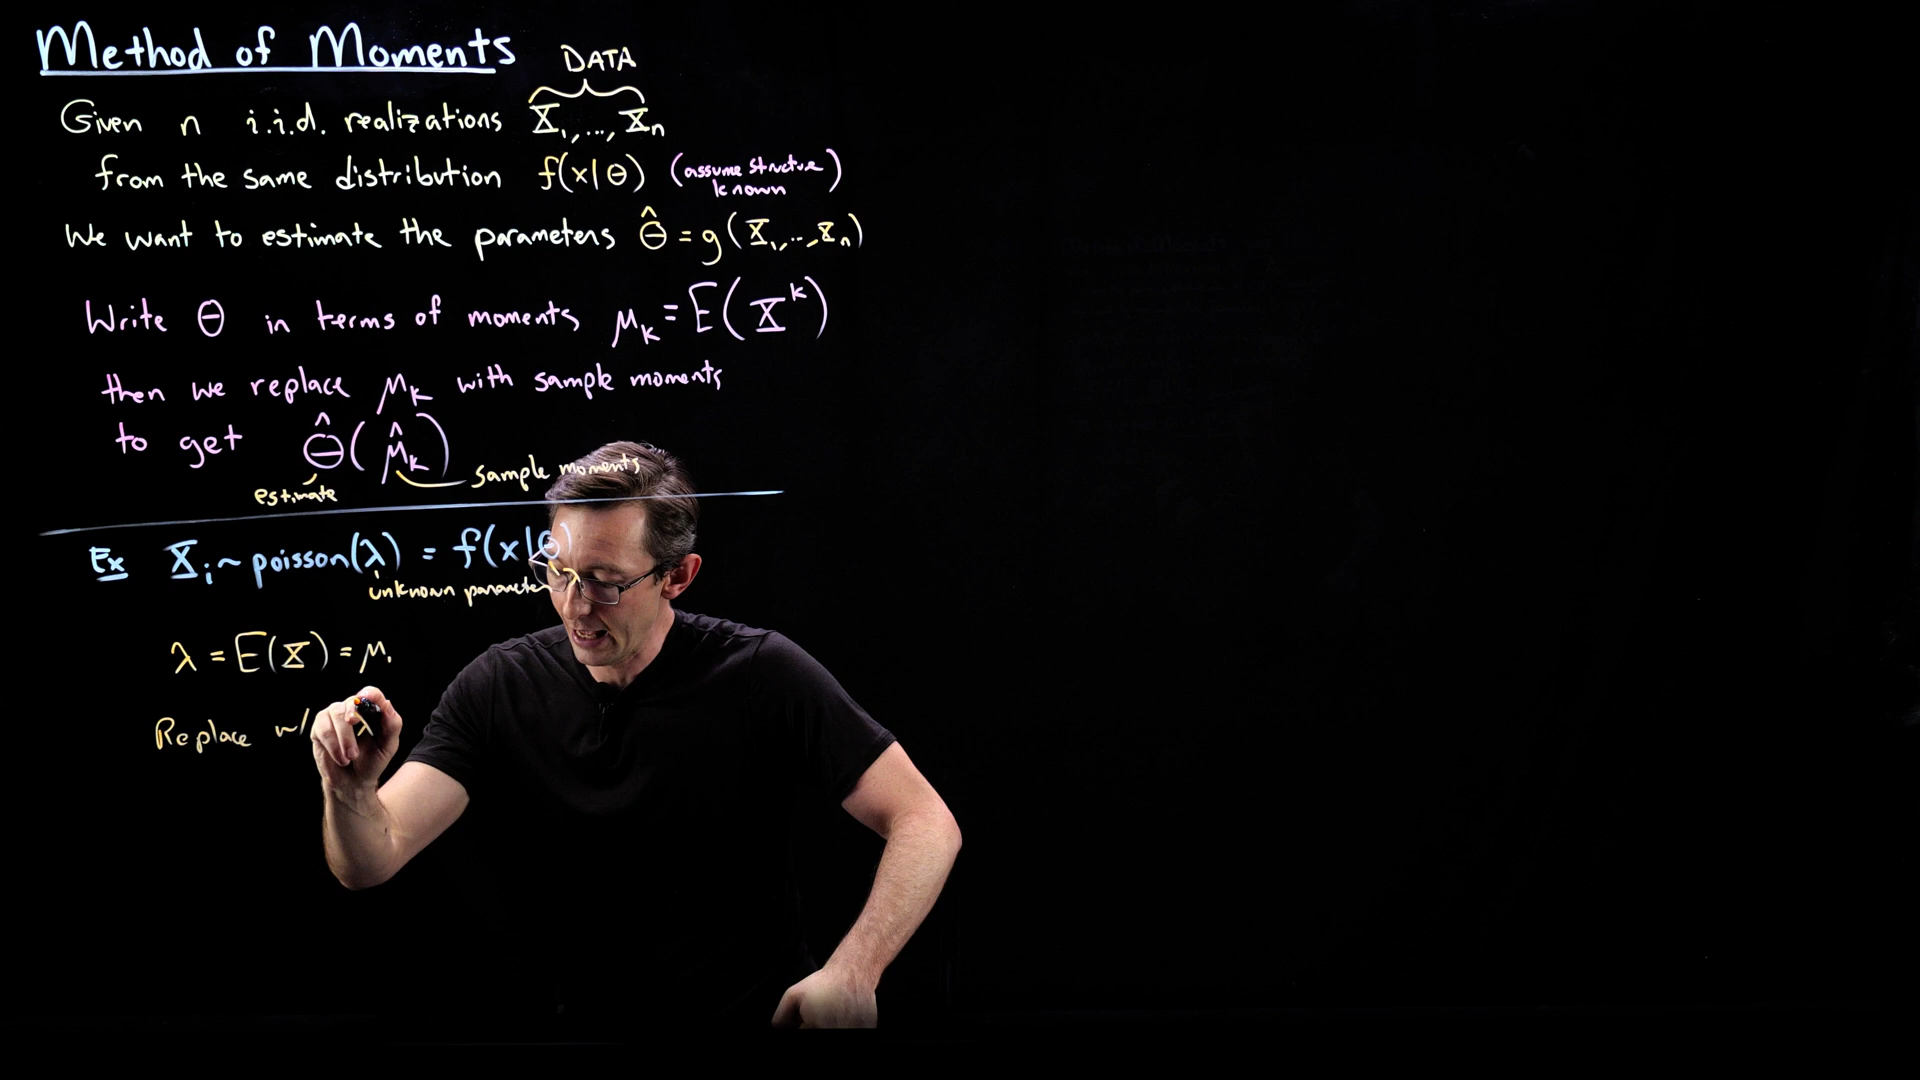 Method of Moments
DATA
Given n i.i.d. realizations X₁, ..., Xₙ
from the same distribution f(x|θ) (assume structure known)
We want to estimate the parameters θ̂ = g(X₁, .., Xₙ)
Write θ in terms of moments μₖ = E(Xᵏ)
then we replace μₖ with sample moments
to get θ̂(μ̂ₖ)
sample moments
estimate
Ex Xᵢ ~ poisson(λ) = f(x|θ)
unknown parameter
λ = E(X) = μ₁
Replace w/ λ